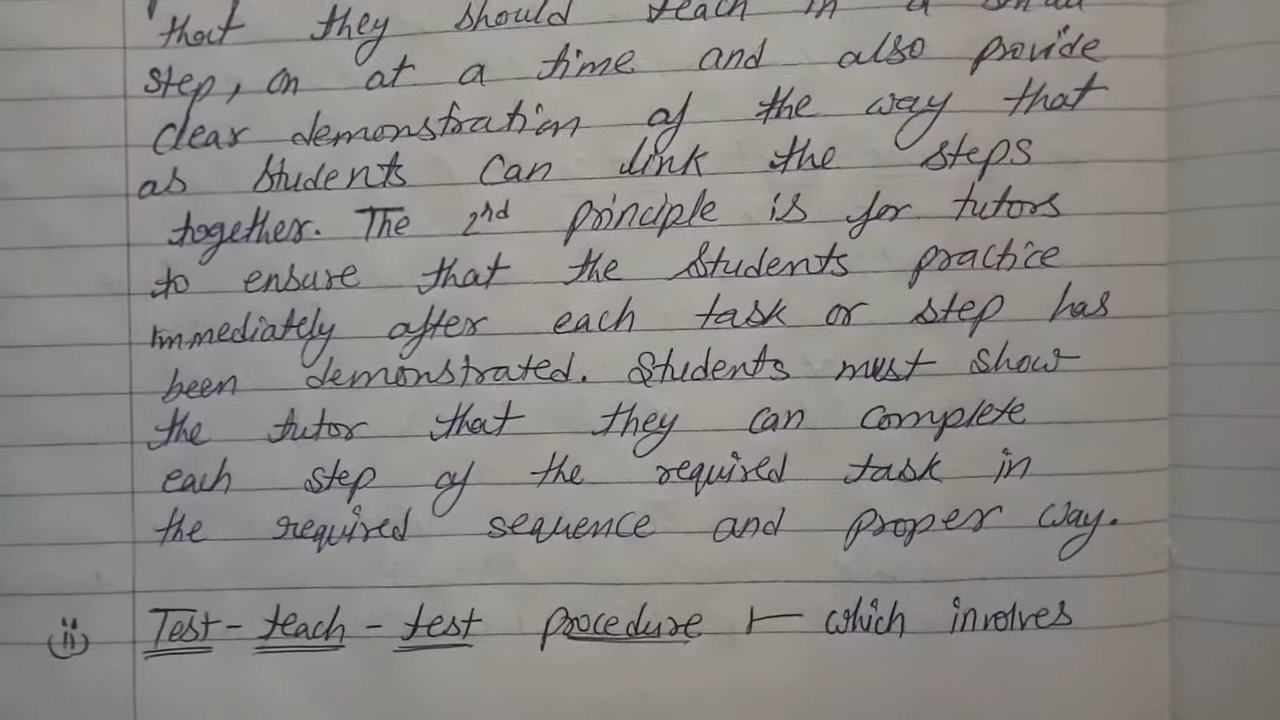 that they should teach in a small
step, on at a time and also provide
clear demonstration of the way that
as students can link the steps
together. The 2nd principle is for tutors
to ensure that the students practice
immediately after each task or step has
been demonstrated. Students must show
the tutor that they can complete
each step of the required task in
the required sequence and proper way.
ii) Test-teach-test procedure :- which involves